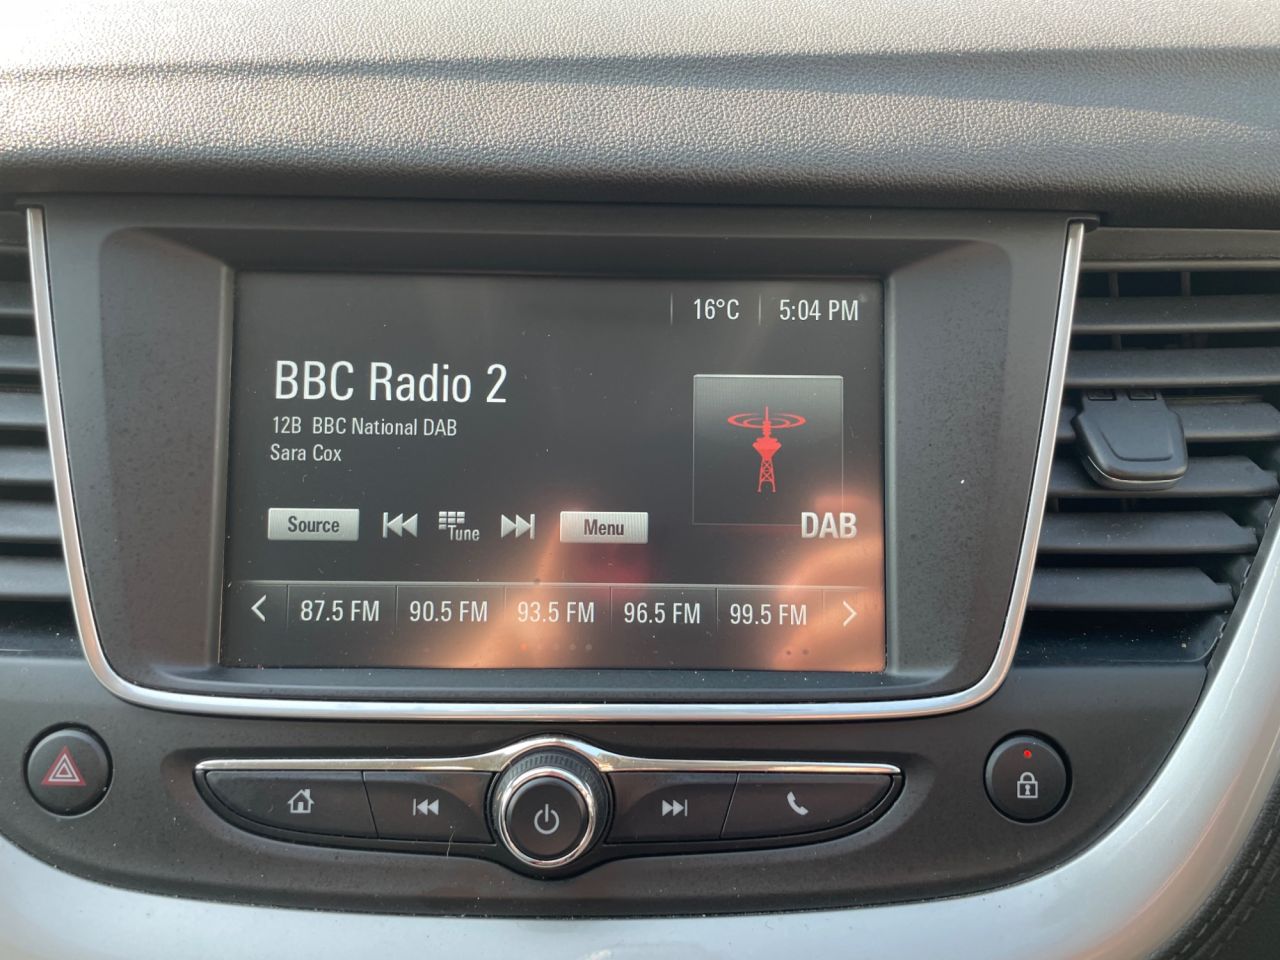 16°C 5:04 PM
BBC Radio 2
12B BBC National DAB
Sara Cox
Source Tune Menu
DAB
87.5 FM 90.5 FM 93.5 FM 96.5 FM 99.5 FM